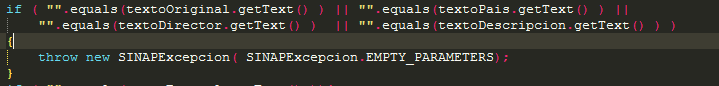 if ( "".equals(textoOriginal.getText() ) || "".equals(textoPais.getText() ) ||
"".equals(textoDirector.getText() ) || "".equals(textoDescripcion.getText() ) )
{
throw new SINAPExcepcion( SINAPExcepcion.EMPTY_PARAMETERS);
}